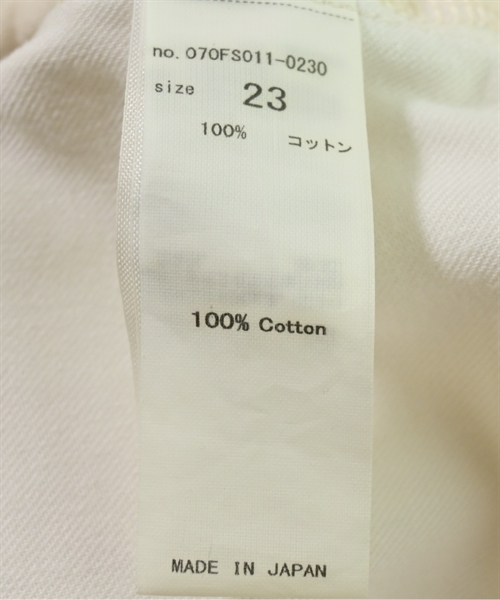 no. 070FS011-0230
size 23
100% コットン
100% Cotton
MADE IN JAPAN